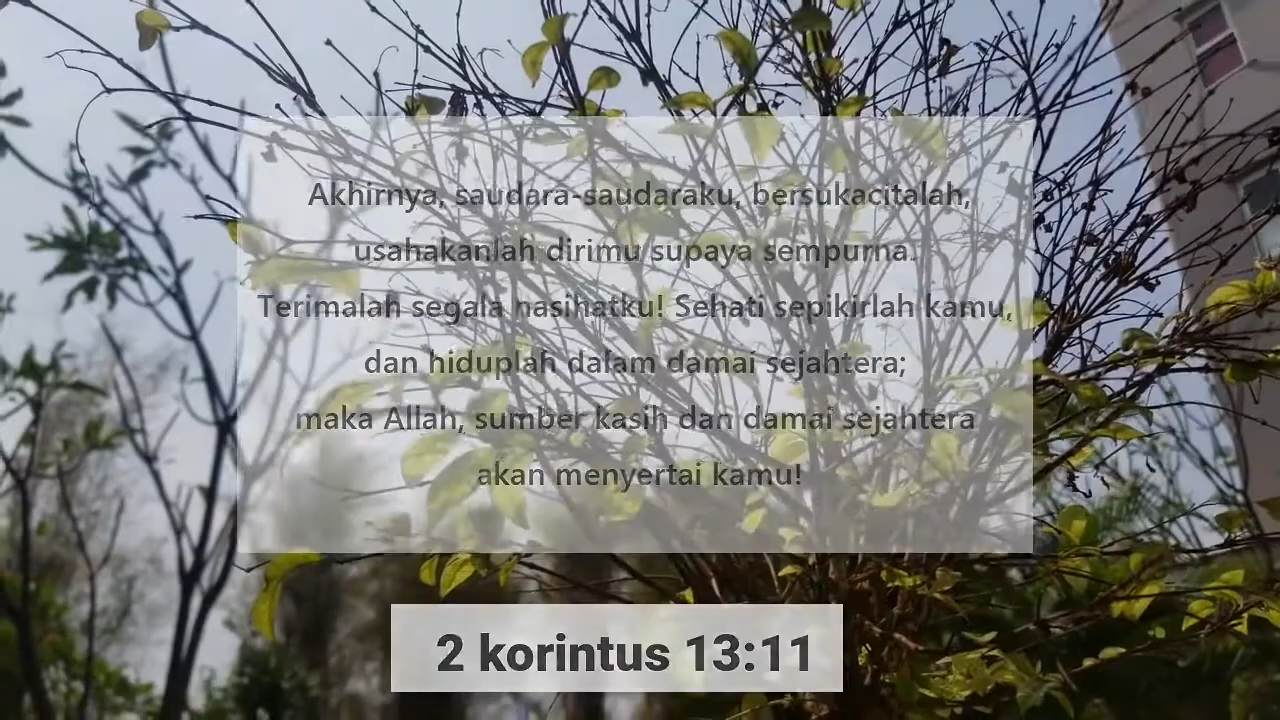 Akhirnya, saudara-saudaraku, bersukacitalah,
usahakanlah dirimu supaya sempurna.
Terimalah segala nasihatku! Sehati sepikirlah kamu,
dan hiduplah dalam damai sejahtera;
maka Allah, sumber kasih dan damai sejahtera
akan menyertai kamu!
2 korintus 13:11